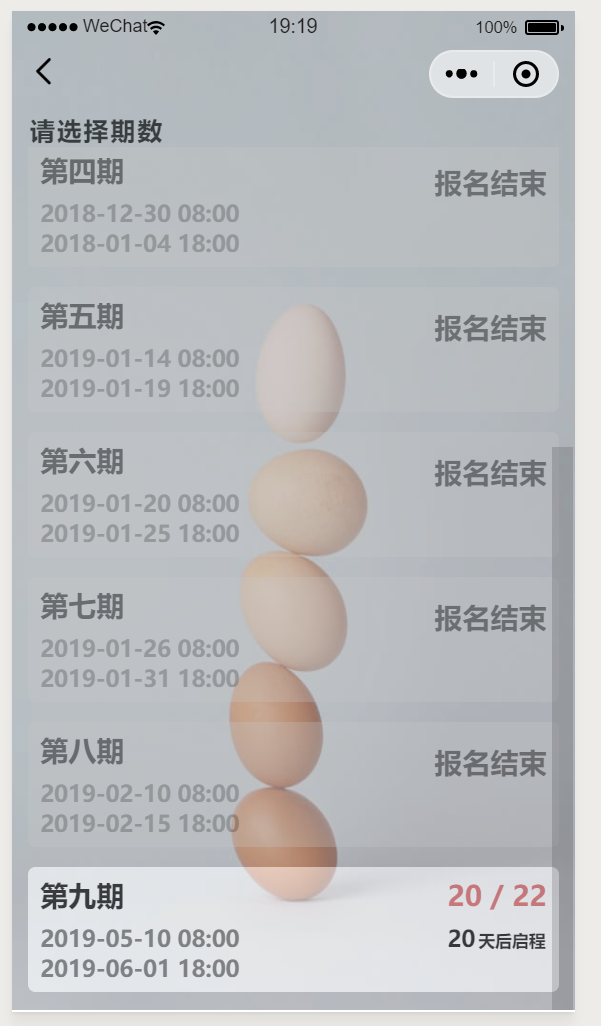 WeChat 19:19 100%
请选择期数
第四期 报名结束
2018-12-30 08:00
2018-01-04 18:00
第五期 报名结束
2019-01-14 08:00
2019-01-19 18:00
第六期 报名结束
2019-01-20 08:00
2019-01-25 18:00
第七期 报名结束
2019-01-26 08:00
2019-01-31 18:00
第八期 报名结束
2019-02-10 08:00
2019-02-15 18:00
第九期 20 / 22
2019-05-10 08:00 20天后启程
2019-06-01 18:00